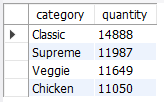 category quantity
Classic 14888
Supreme 11987
Veggie 11649
Chicken 11050